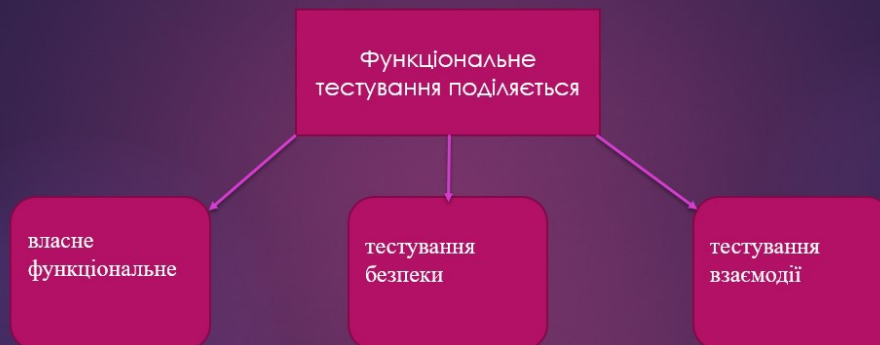 Функціональне
тестування поділяється
власне
функціональне
тестування
безпеки
тестування
взаємодії